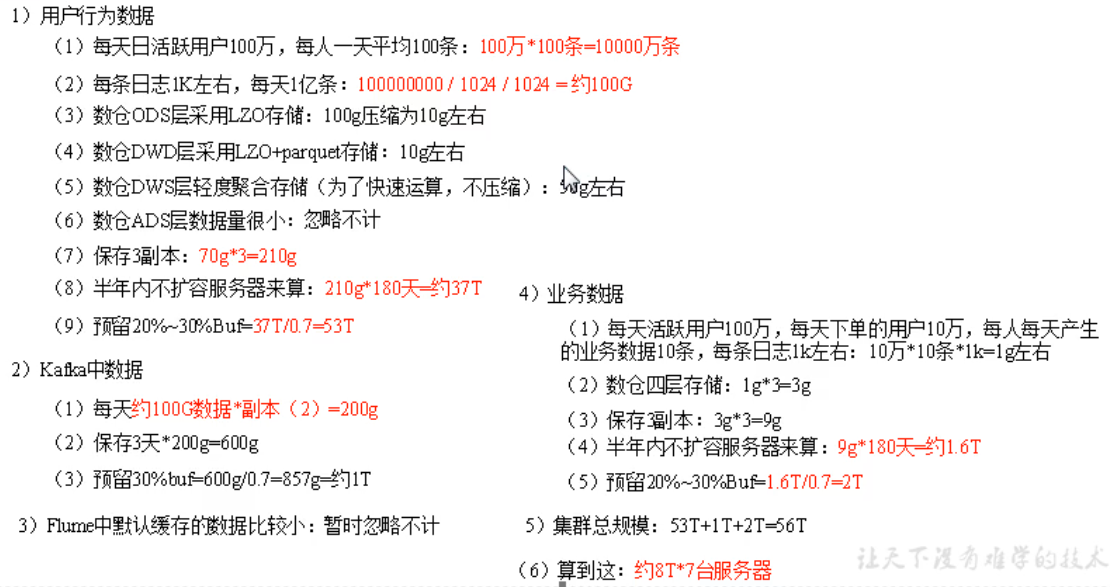 1）用户行为数据
（1）每天日活跃用户100万，每人一天平均100条：100万*100条=10000万条
（2）每条日志1K左右，每天1亿条：100000000 / 1024 / 1024 = 约100G
（3）数仓ODS层采用LZO存储：100g压缩为10g左右
（4）数仓DWD层采用LZO+parquet存储：10g左右
（5）数仓DWS层轻度聚合存储（为了快速运算，不压缩）：50g左右
（6）数仓ADS层数据量很小：忽略不计
（7）保存3副本：70g*3=210g
（8）半年内不扩容服务器来算：210g*180天=约37T
（9）预留20%~30%Buf=37T/0.7=53T
2）Kafka中数据
（1）每天约100G数据*副本（2）=200g
（2）保存3天*200g=600g
（3）预留30%buf=600g/0.7=857g=约1T
3）Flume中默认缓存的数据比较小：暂时忽略不计
4）业务数据
（1）每天活跃用户100万，每天下单的用户10万，每人每天产生
的业务数据10条，每条日志1k左右：10万*10条*1k=1g左右
（2）数仓四层存储：1g*3=3g
（3）保存3副本：3g*3=9g
（4）半年内不扩容服务器来算：9g*180天=约1.6T
（5）预留20%~30%Buf=1.6T/0.7=2T
5）集群总规模：53T+1T+2T=56T
（6）算到这：约8T*7台服务器
让天下没有难学的技术